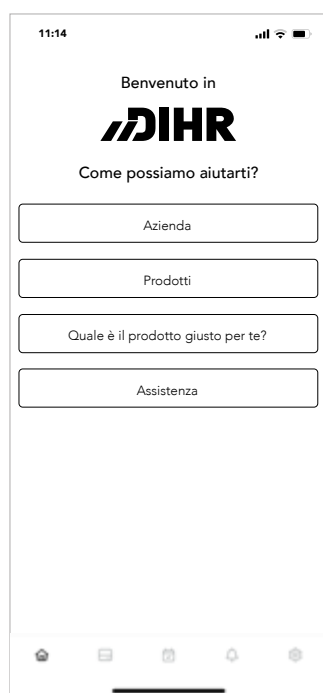 11:14
Benvenuto in
DIHR
Come possiamo aiutarti?
Azienda
Prodotti
Quale è il prodotto giusto per te?
Assistenza